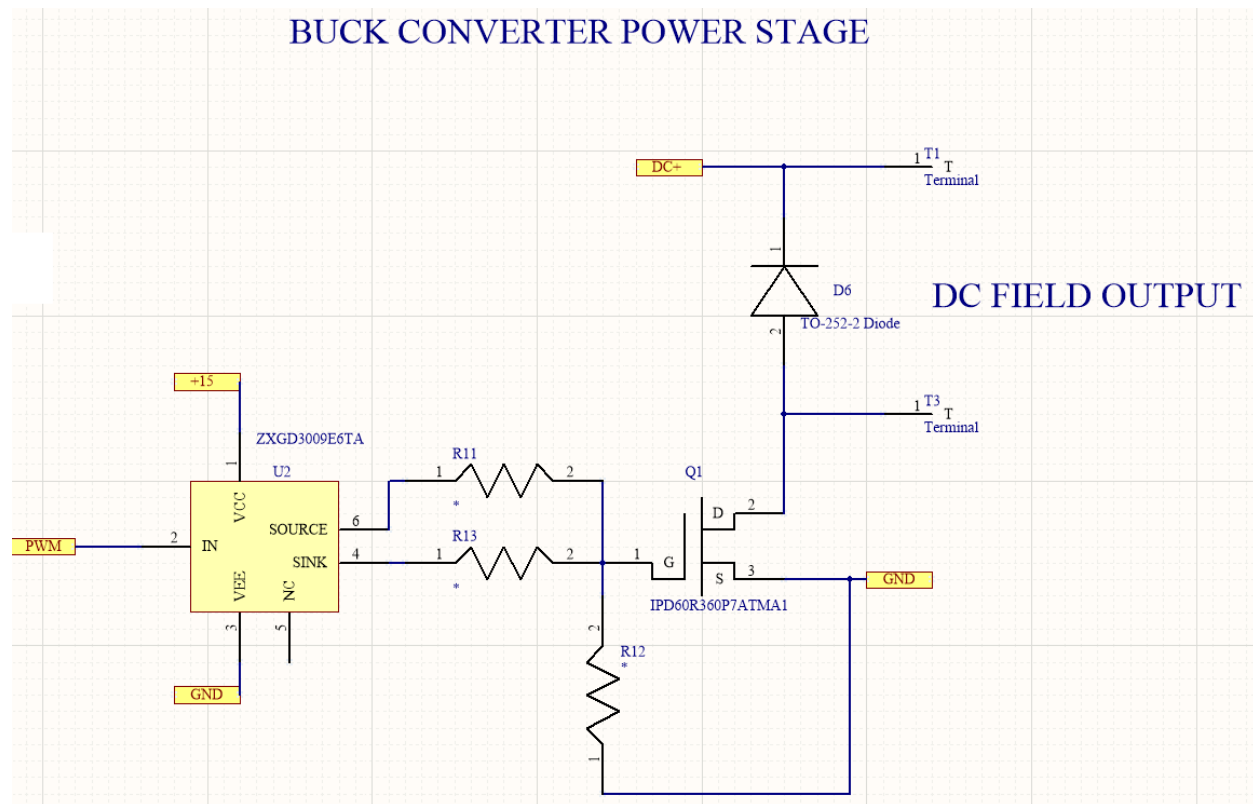 BUCK CONVERTER POWER STAGE
DC+
1 T1
T
Terminal
1
D6
DC FIELD OUTPUT
TO-252-2 Diode
2
+15
1 T3
T
Terminal
ZXGD3009E6TA
1
U2
R11
1 2
*
Q1
VCC
2 D
SOURCE 6
PWM
2 IN
R13
SINK 4
1 2
*
1 G
S 3
GND
VEE
NC
IPD60R360P7ATMA1
3
5
2
R12
*
GND
1